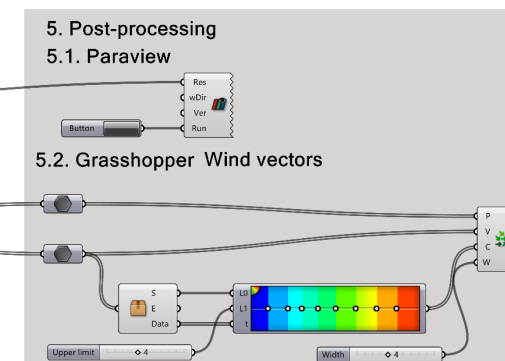 5. Post-processing
5.1. Paraview
Res
wDir
Ver
Button
Run
5.2. Grasshopper Wind vectors
P
V
C
W
S
E
Data
L0
L1
t
Upper limit
4
Width
4